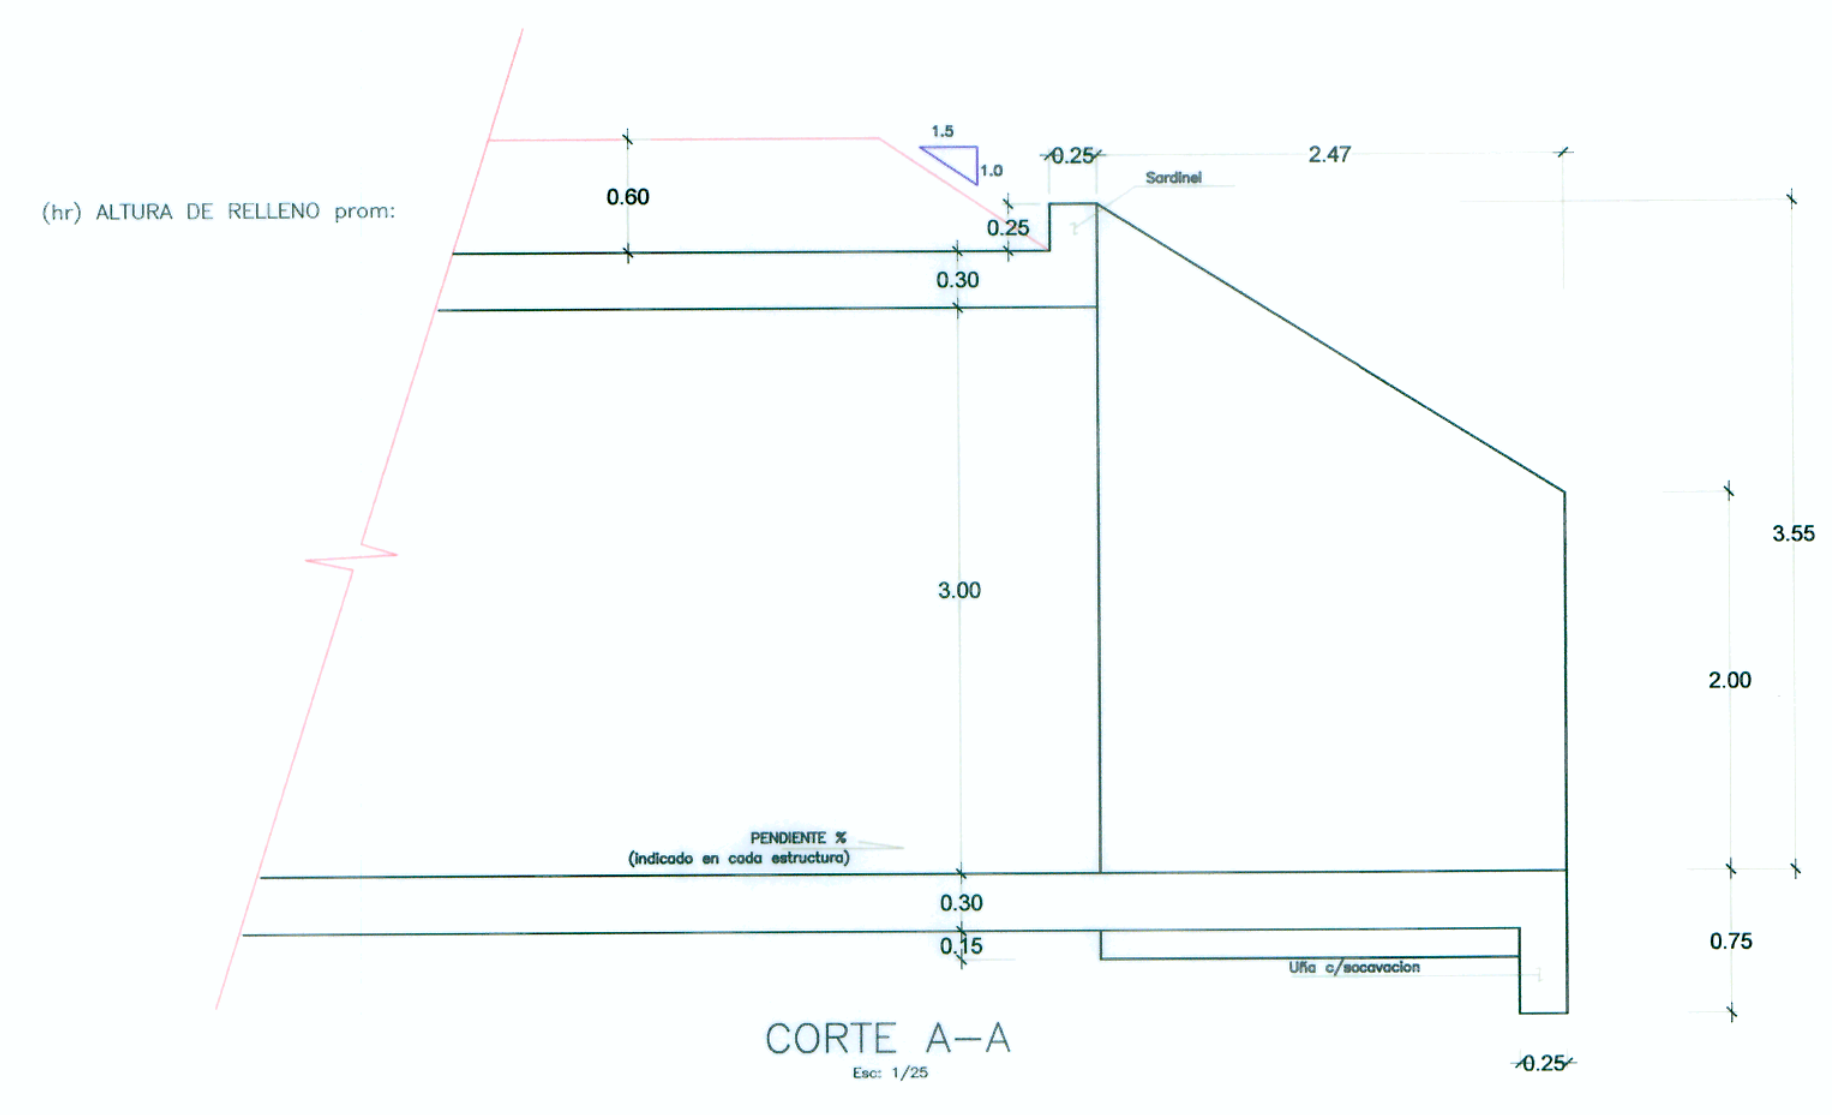 1.5
0.25
2.47
1.0
Sardinel
0.60
(hr) ALTURA DE RELLENO prom:
0.25
0.30
3.55
3.00
2.00
PENDIENTE %
(indicado en cada estructura)
0.30
0.15
0.75
Uña c/socavacion
CORTE A-A
Esc: 1/25
0.25